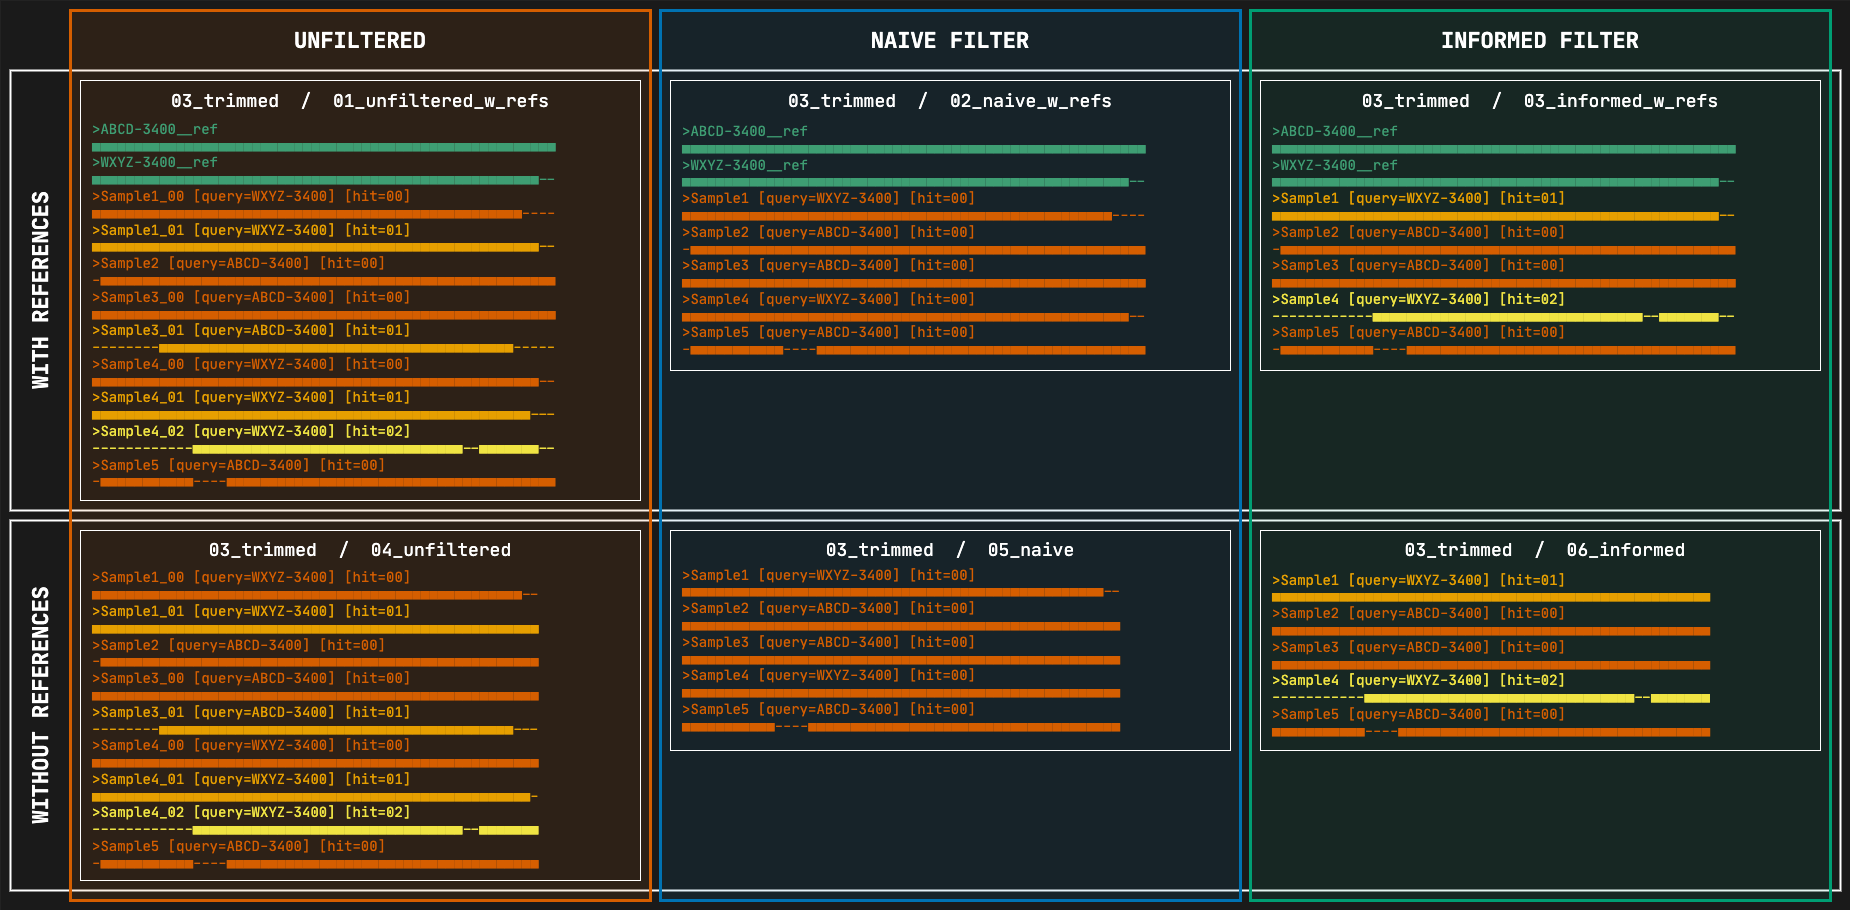 UNFILTERED
NAIVE FILTER
INFORMED FILTER
WITH REFERENCES
03_trimmed / 01_unfiltered_w_refs
>ABCD-3400__ref
>WXYZ-3400__ref
--
>Sample1_00 [query=WXYZ-3400] [hit=00]
----
>Sample1_01 [query=WXYZ-3400] [hit=01]
--
>Sample2 [query=ABCD-3400] [hit=00]
-
>Sample3_00 [query=ABCD-3400] [hit=00]
>Sample3_01 [query=ABCD-3400] [hit=01]
-------- -----
>Sample4_00 [query=WXYZ-3400] [hit=00]
--
>Sample4_01 [query=WXYZ-3400] [hit=01]
---
>Sample4_02 [query=WXYZ-3400] [hit=02]
------------ -- --
>Sample5 [query=ABCD-3400] [hit=00]
- ----
03_trimmed / 02_naive_w_refs
>ABCD-3400__ref
>WXYZ-3400__ref
--
>Sample1 [query=WXYZ-3400] [hit=00]
----
>Sample2 [query=ABCD-3400] [hit=00]
-
>Sample3 [query=ABCD-3400] [hit=00]
>Sample4 [query=WXYZ-3400] [hit=00]
--
>Sample5 [query=ABCD-3400] [hit=00]
- ----
03_trimmed / 03_informed_w_refs
>ABCD-3400__ref
>WXYZ-3400__ref
--
>Sample1 [query=WXYZ-3400] [hit=01]
--
>Sample2 [query=ABCD-3400] [hit=00]
-
>Sample3 [query=ABCD-3400] [hit=00]
>Sample4 [query=WXYZ-3400] [hit=02]
------------ -- --
>Sample5 [query=ABCD-3400] [hit=00]
- ----
WITHOUT REFERENCES
03_trimmed / 04_unfiltered
>Sample1_00 [query=WXYZ-3400] [hit=00]
--
>Sample1_01 [query=WXYZ-3400] [hit=01]
>Sample2 [query=ABCD-3400] [hit=00]
-
>Sample3_00 [query=ABCD-3400] [hit=00]
>Sample3_01 [query=ABCD-3400] [hit=01]
-------- ---
>Sample4_00 [query=WXYZ-3400] [hit=00]
>Sample4_01 [query=WXYZ-3400] [hit=01]
-
>Sample4_02 [query=WXYZ-3400] [hit=02]
------------ --
>Sample5 [query=ABCD-3400] [hit=00]
- ----
03_trimmed / 05_naive
>Sample1 [query=WXYZ-3400] [hit=00]
--
>Sample2 [query=ABCD-3400] [hit=00]
>Sample3 [query=ABCD-3400] [hit=00]
>Sample4 [query=WXYZ-3400] [hit=00]
>Sample5 [query=ABCD-3400] [hit=00]
----
03_trimmed / 06_informed
>Sample1 [query=WXYZ-3400] [hit=01]
>Sample2 [query=ABCD-3400] [hit=00]
>Sample3 [query=ABCD-3400] [hit=00]
>Sample4 [query=WXYZ-3400] [hit=02]
----------- --
>Sample5 [query=ABCD-3400] [hit=00]
----